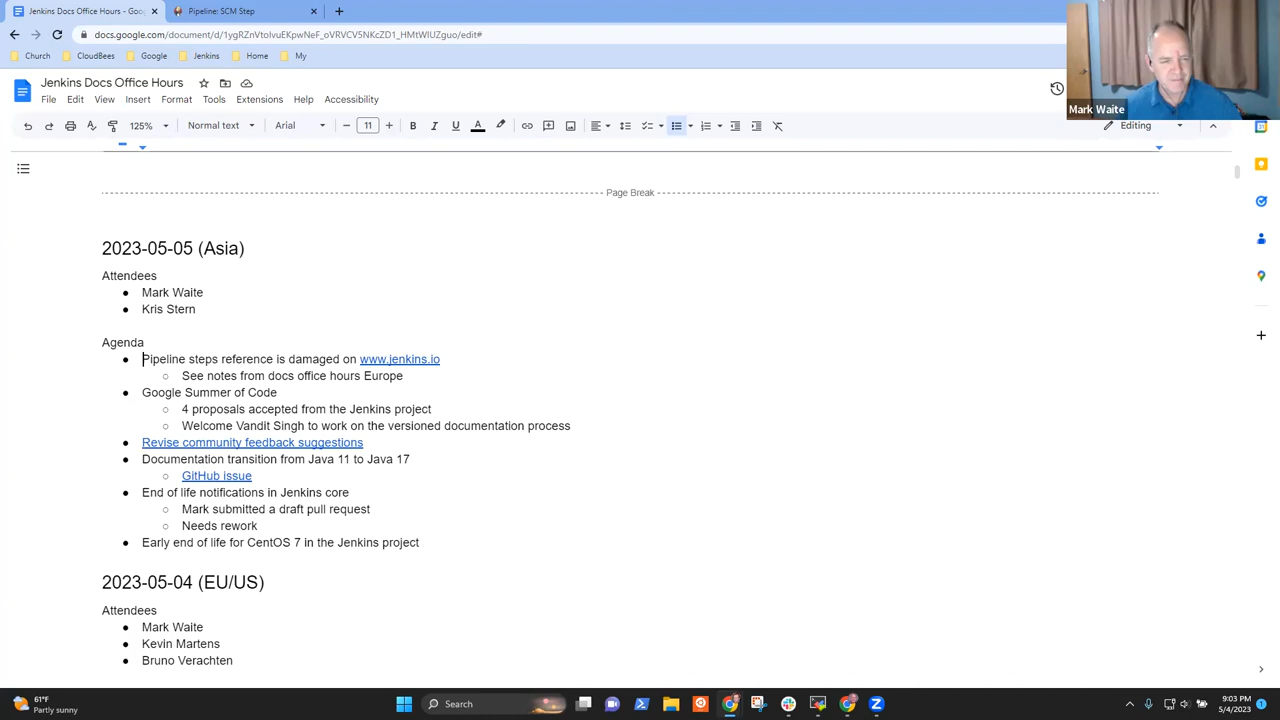 Jenkins Docs Office Hours - Goo
Pipeline: SCM Step
docs.google.com/document/d/1ygRZnVtoIvuEKpwNeF_oVRVCV5NKcZD1_HMtWIUZguo/edit#
Church
CloudBees
Google
Jenkins
Home
My
Jenkins Docs Office Hours
File Edit View Insert Format Tools Extensions Help Accessibility
Mark Waite
125% Normal text Arial 11 Editing
Page Break
2023-05-05 (Asia)
Attendees
● Mark Waite
● Kris Stern
Agenda
● Pipeline steps reference is damaged on www.jenkins.io
○ See notes from docs office hours Europe
● Google Summer of Code
○ 4 proposals accepted from the Jenkins project
○ Welcome Vandit Singh to work on the versioned documentation process
● Revise community feedback suggestions
● Documentation transition from Java 11 to Java 17
○ GitHub issue
● End of life notifications in Jenkins core
○ Mark submitted a draft pull request
○ Needs rework
● Early end of life for CentOS 7 in the Jenkins project
2023-05-04 (EU/US)
Attendees
● Mark Waite
● Kevin Martens
● Bruno Verachten
61°F
Partly sunny
Search
9:03 PM
5/4/2023